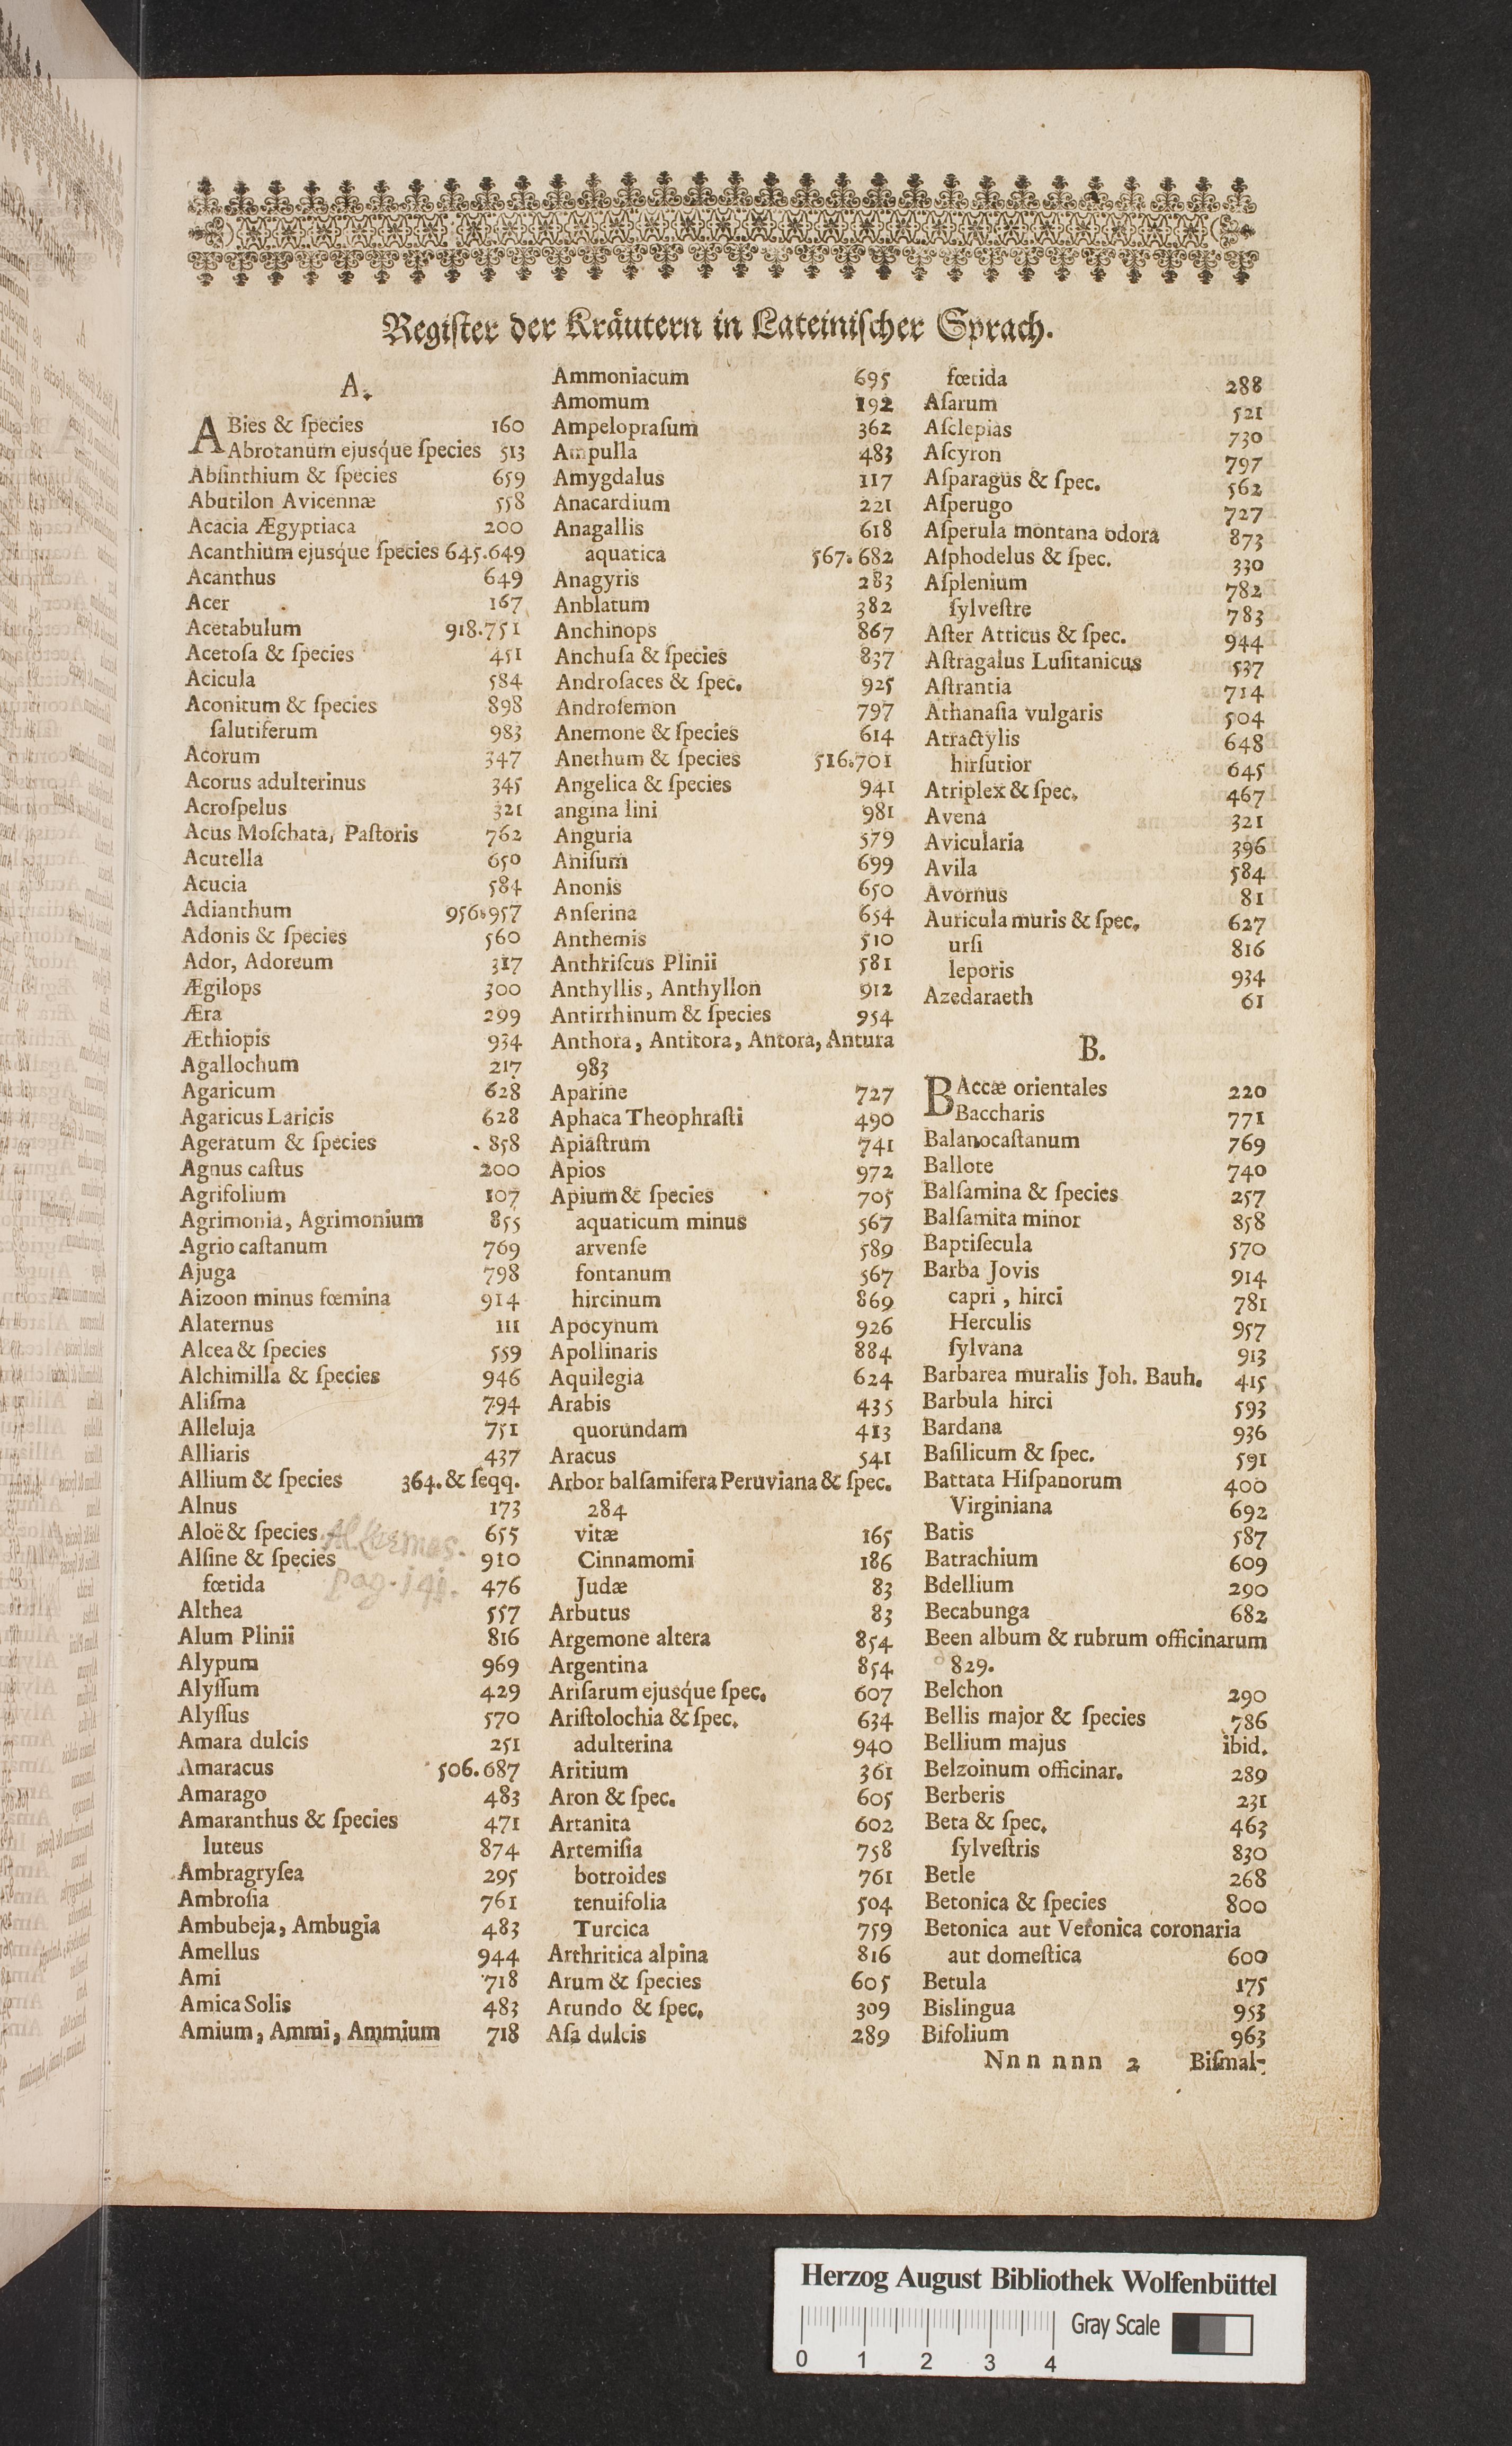 Regiſter der Kräutern in Lateiniſcher Sprach.
A.
ABies & ſpecies 160
Abrotanum ejusq́ue ſpecies 513
Abſinthium & ſpecies 659
Abutilon Avicennæ 558
Acacia Ægyptiaca 200
Acanthium ejusq́ue ſpecies 645.649
Acanthus 649
Acer 167
Acetabulum 918.751
Acetoſa & ſpecies 451
Acicula 584
Aconitum & ſpecies 898
ſalutiferum 983
Acorum 347
Acorus adulterinus 345
Acroſpelus 321
Acus Moſchata, Paſtoris 762
Acutella 650
Acucia 584
Adianthum 956.957
Adonis & ſpecies 560
Ador, Adoreum 317
Ægilops 300
Æra 299
Æthiopis 934
Agallochum 217
Agaricum 628
Agaricus Laricis 628
Ageratum & ſpecies 858
Agnus caſtus 200
Agrifolium 107
Agrimonia, Agrimonium 855
Agrio caſtanum 769
Ajuga 798
Aizoon minus fœmina 914
Alaternus 111
Alcea & ſpecies 559
Alchimilla & ſpecies 946
Aliſma 794
Alleluja 751
Alliaris 437
Allium & ſpecies 364. & ſeqq.
Alnus 173
Aloë & ſpecies 655
Alkermes.
Alſine & ſpecies 910
pag. 191.
fœtida 476
Althea 557
Alum Plinii 816
Alypum 969
Alyſſum 429
Alyſſus 570
Amara dulcis 251
Amaracus 506.687
Amarago 483
Amaranthus & ſpecies 471
luteus 874
Ambragryſea 295
Ambroſia 761
Ambubeja, Ambugia 483
Amellus 944
Ami 718
Amica Solis 483
Amium, Ammi, Ammium 718
Ammoniacum 695
Amomum 192
Ampelopraſum 362
Ampulla 483
Amygdalus 117
Anacardium 221
Anagallis 618
aquatica 567.682
Anagyris 283
Anblatum 382
Anchinops 867
Anchuſa & ſpecies 837
Androſaces & ſpec. 925
Androſemon 797
Anemone & ſpecies 614
Anethum & ſpecies 516.701
Angelica & ſpecies 941
angina lini 981
Anguria 579
Aniſum 699
Anonis 650
Anſerina 654
Anthemis 510
Anthriſcus Plinii 581
Anthyllis, Anthyllon 912
Antirrhinum & ſpecies 954
Anthora, Antitora, Antora, Antura
983
Aparine 727
Aphaca Theophraſti 490
Apiaſtrum 741
Apios 972
Apium & ſpecies 705
aquaticum minus 567
arvenſe 589
fontanum 567
hircinum 869
Apocynum 926
Apollinaris 884
Aquilegia 624
Arabis 435
quorundam 413
Aracus 541
Arbor balſamifera Peruviana & ſpec.
284
vitæ 165
Cinnamomi 186
Judæ 83
Arbutus 83
Argemone altera 854
Argentina 854
Ariſarum ejusq́ue ſpec. 607
Ariſtolochia & ſpec. 634
adulterina 940
Aritium 361
Aron & ſpec. 605
Artanita 602
Artemiſia 758
botroides 761
tenuifolia 504
Turcica 759
Arthritica alpina 816
Arum & ſpecies 605
Arundo & ſpec. 309
Aſa dulcis 289
fœtida 288
Aſarum 521
Aſclepias 730
Aſcyron 797
Aſparagus & ſpec. 562
Aſperugo 727
Aſperula montana odora 873
Aſphodelus & ſpec. 330
Aſplenium 782
ſylveſtre 783
Aſter Atticus & ſpec. 944
Aſtragalus Luſitanicus 537
Aſtrantia 714
Athanaſia vulgaris 504
Atractylis 648
hirſutior 645
Atriplex & ſpec. 467
Avena 321
Avicularia 396
Avila 584
Avornus 81
Auricula muris & ſpec. 627
urſi 816
leporis 934
Azedaraeth 61
B.
BAccæ orientales 220
Baccharis 771
Balanocaſtanum 769
Ballote 740
Balſamina & ſpecies 257
Balſamita minor 858
Baptiſecula 570
Barba Jovis 914
capri, hirci 781
Herculis 957
ſylvana 913
Barbarea muralis Joh. Bauh. 415
Barbula hirci 593
Bardana 936
Baſilicum & ſpec. 591
Battata Hiſpanorum 400
Virginiana 692
Batis 587
Batrachium 609
Bdellium 290
Becabunga 682
Been album & rubrum officinarum
829.
Belchon 290
Bellis major & ſpecies 786
Bellium majus ibid.
Belzoinum officinar. 289
Berberis 231
Beta & ſpec. 463
ſylveſtris 830
Betle 268
Betonica & ſpecies 800
Betonica aut Veronica coronaria
aut domeſtica 600
Betula 175
Bislingua 953
Bifolium 963
Nnn nnn 2 Biſmal-
Herzog August Bibliothek Wolfenbüttel
Gray Scale
0 1 2 3 4